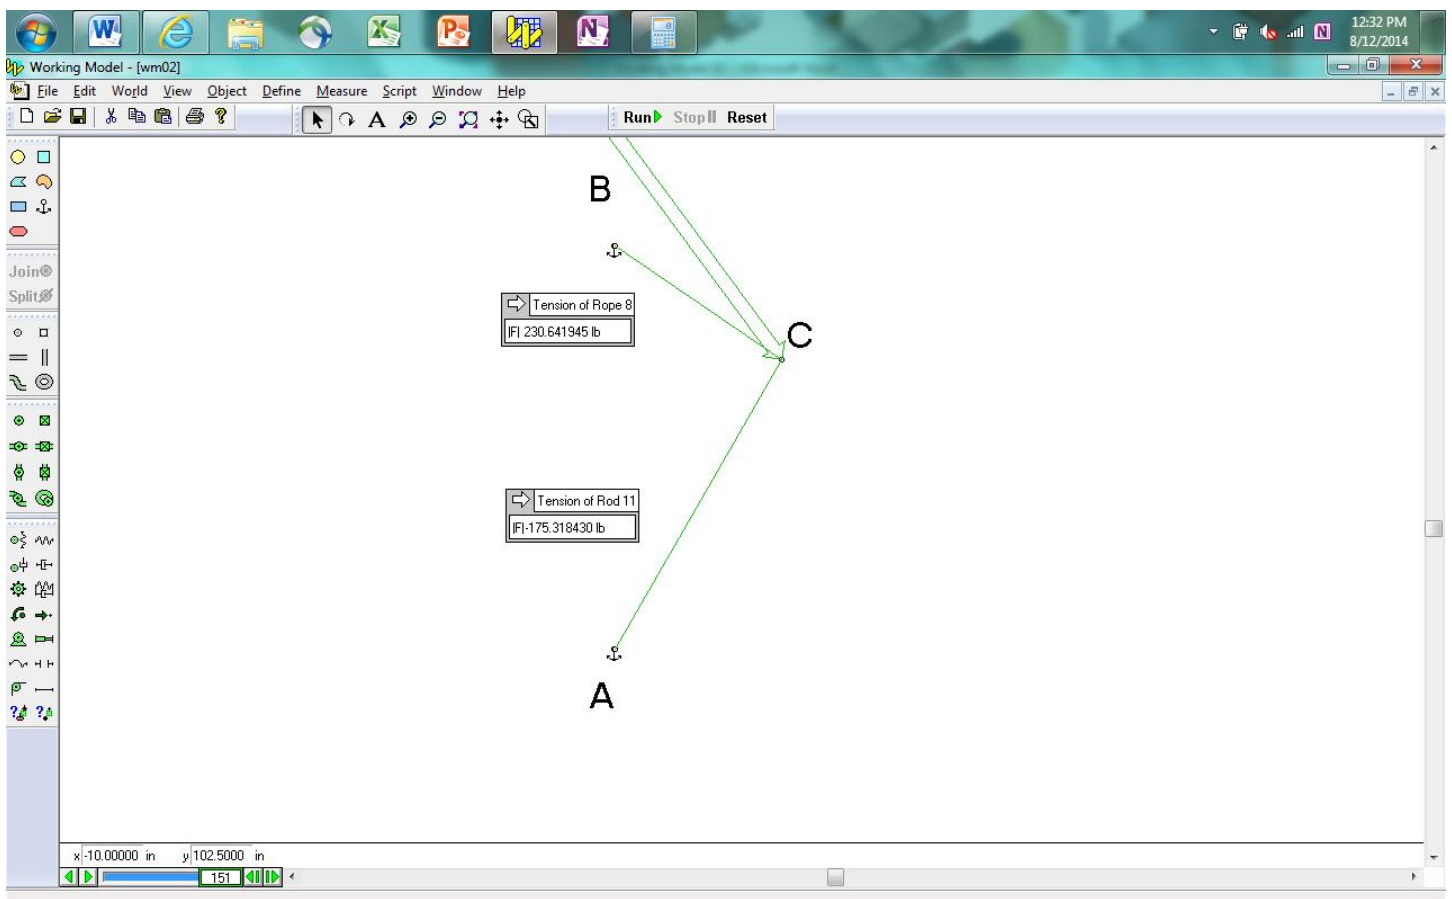 12:32 PM
8/12/2014
Working Model - [wm02]
File Edit World View Object Define Measure Script Window Help
Run Stop Reset
Join
Split
B
Tension of Rope 8
|F| 230.641945 lb
C
Tension of Rod 11
|F|-175.318430 lb
A
x -10.00000 in y 102.5000 in
151